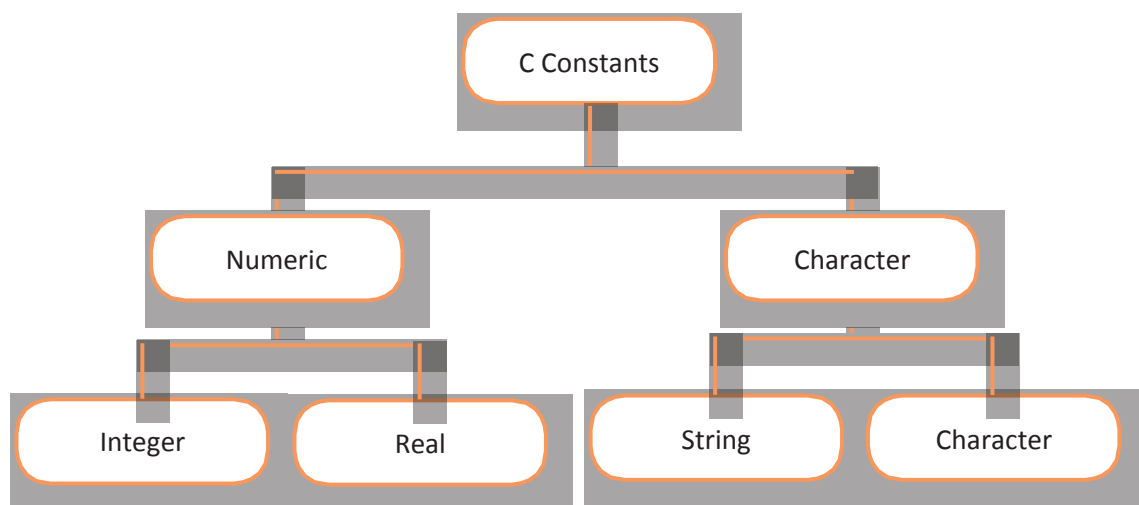 C Constants
Numeric
Character
Integer
Real
String
Character